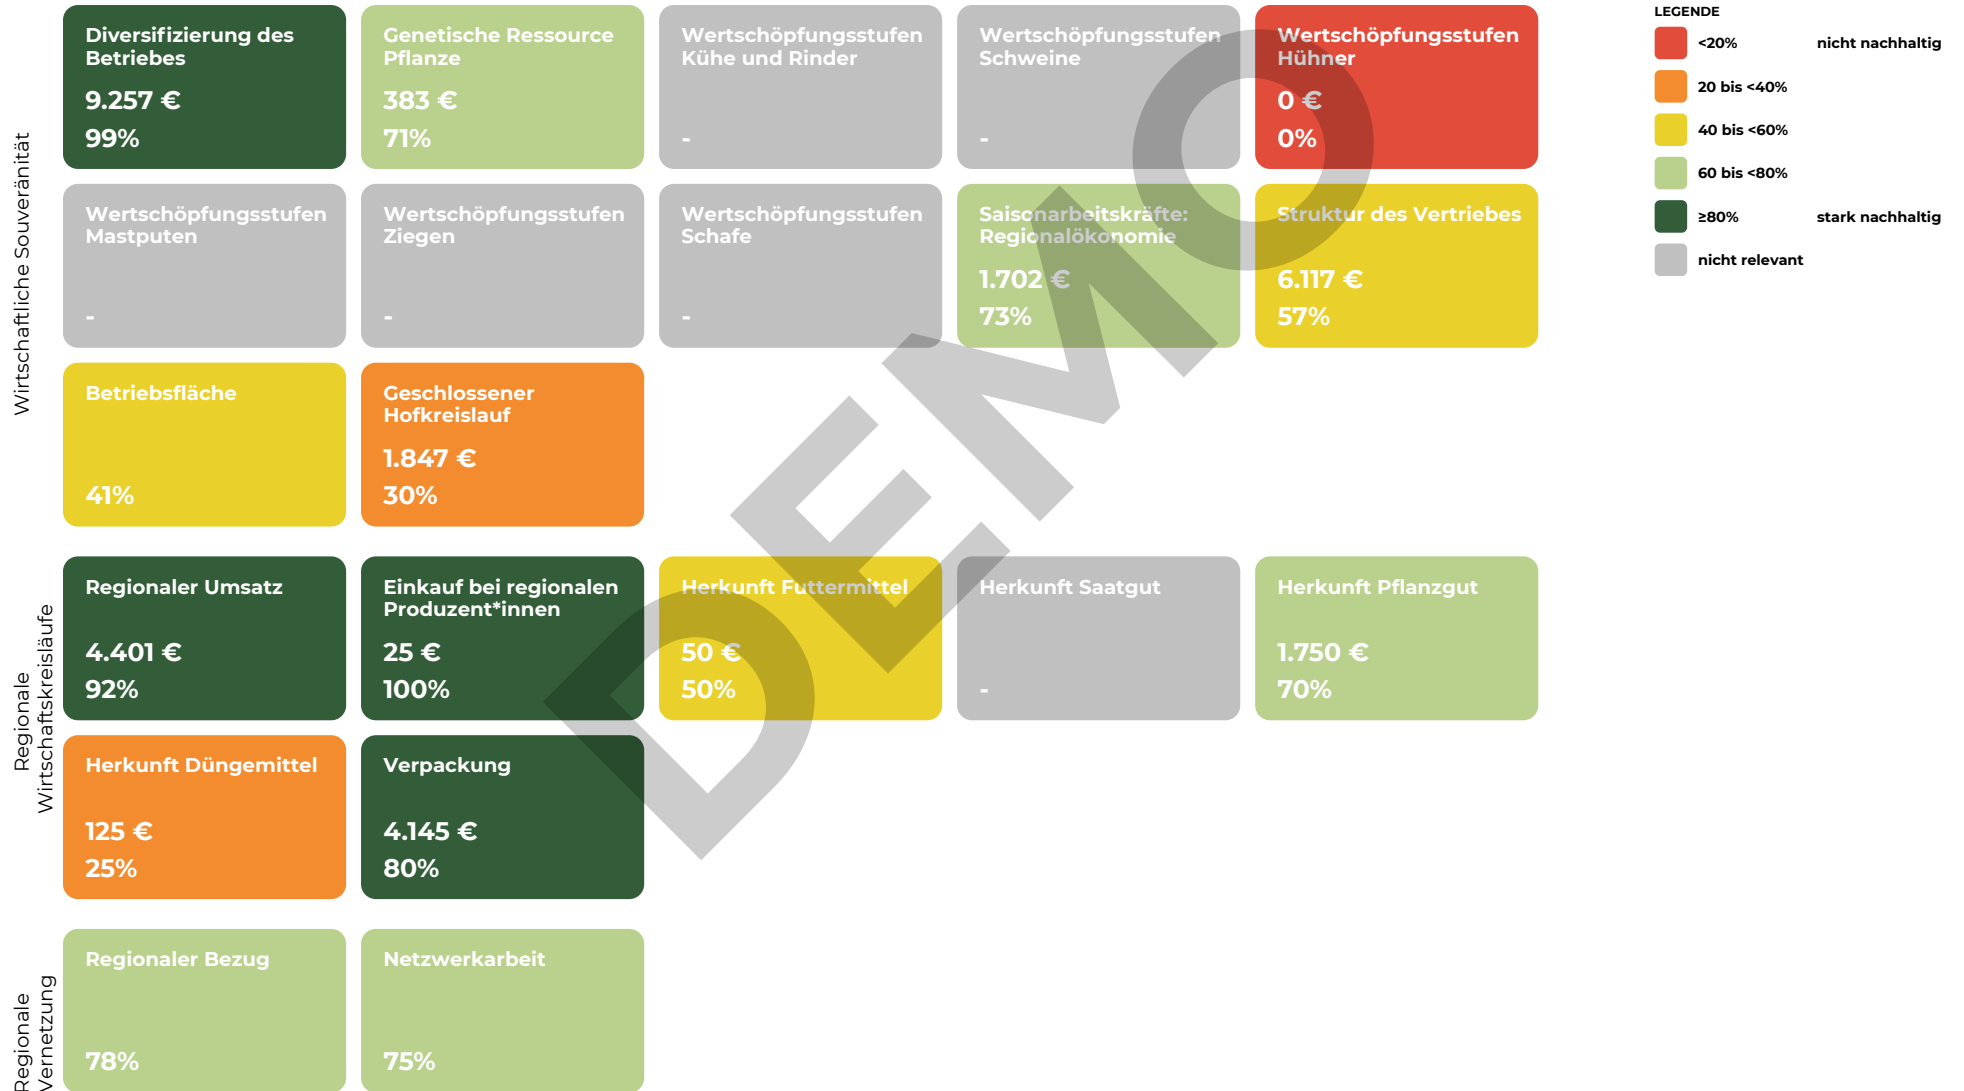 Wirtschaftliche Souveränität
Diversifizierung des
Betriebes
9.257 €
99%
Genetische Ressource
Pflanze
383 €
71%
Wertschöpfungsstufen
Kühe und Rinder
-
Wertschöpfungsstufen
Schweine
-
Wertschöpfungsstufen
Hühner
0 €
0%
Wertschöpfungsstufen
Mastputen
-
Wertschöpfungsstufen
Ziegen
-
Wertschöpfungsstufen
Schafe
-
Saisonarbeitskräfte:
Regionalökonomie
1.702 €
73%
Struktur des Vertriebes
6.117 €
57%
Betriebsfläche
41%
Geschlossener
Hofkreislauf
1.847 €
30%
Regionale
Wirtschaftskreisläufe
Regionaler Umsatz
4.401 €
92%
Einkauf bei regionalen
Produzent*innen
25 €
100%
Herkunft Futtermittel
50 €
50%
Herkunft Saatgut
-
Herkunft Pflanzgut
1.750 €
70%
Herkunft Düngemittel
125 €
25%
Verpackung
4.145 €
80%
Regionale
Vernetzung
Regionaler Bezug
78%
Netzwerkarbeit
75%
LEGENDE
<20% nicht nachhaltig
20 bis <40%
40 bis <60%
60 bis <80%
≥80% stark nachhaltig
nicht relevant
DEMO